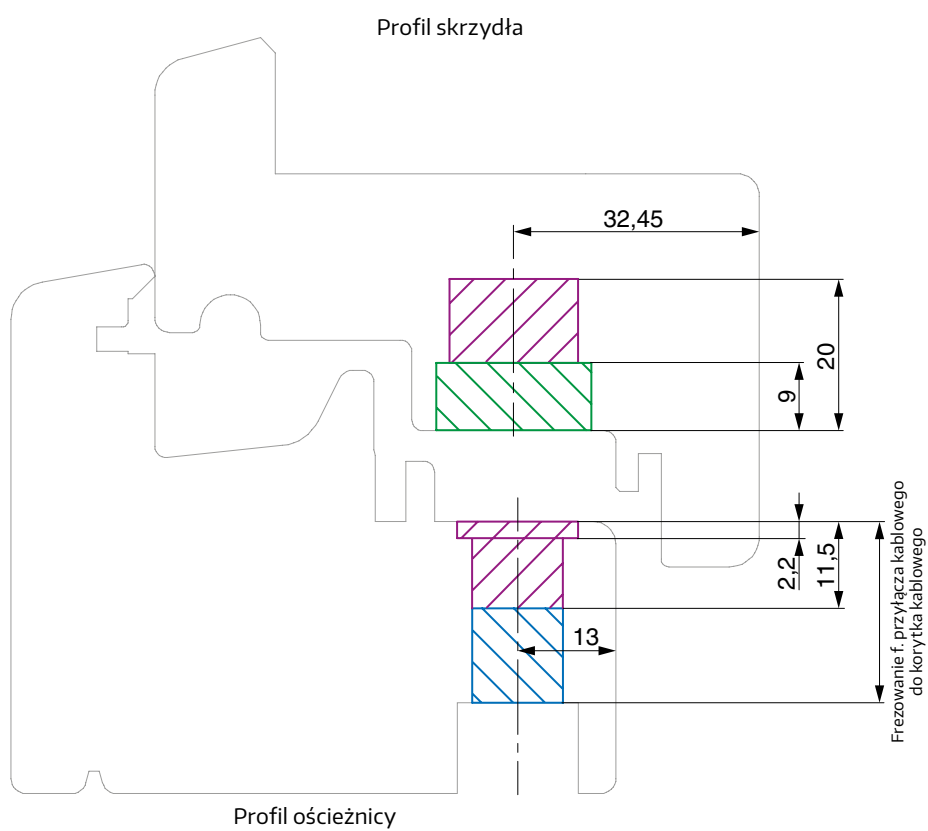 Profil skrzydła
32,45
20
9
2,2
11,5
13
Frezowanie f. przyłącza kablowego
do korytka kablowego
Profil ościeżnicy